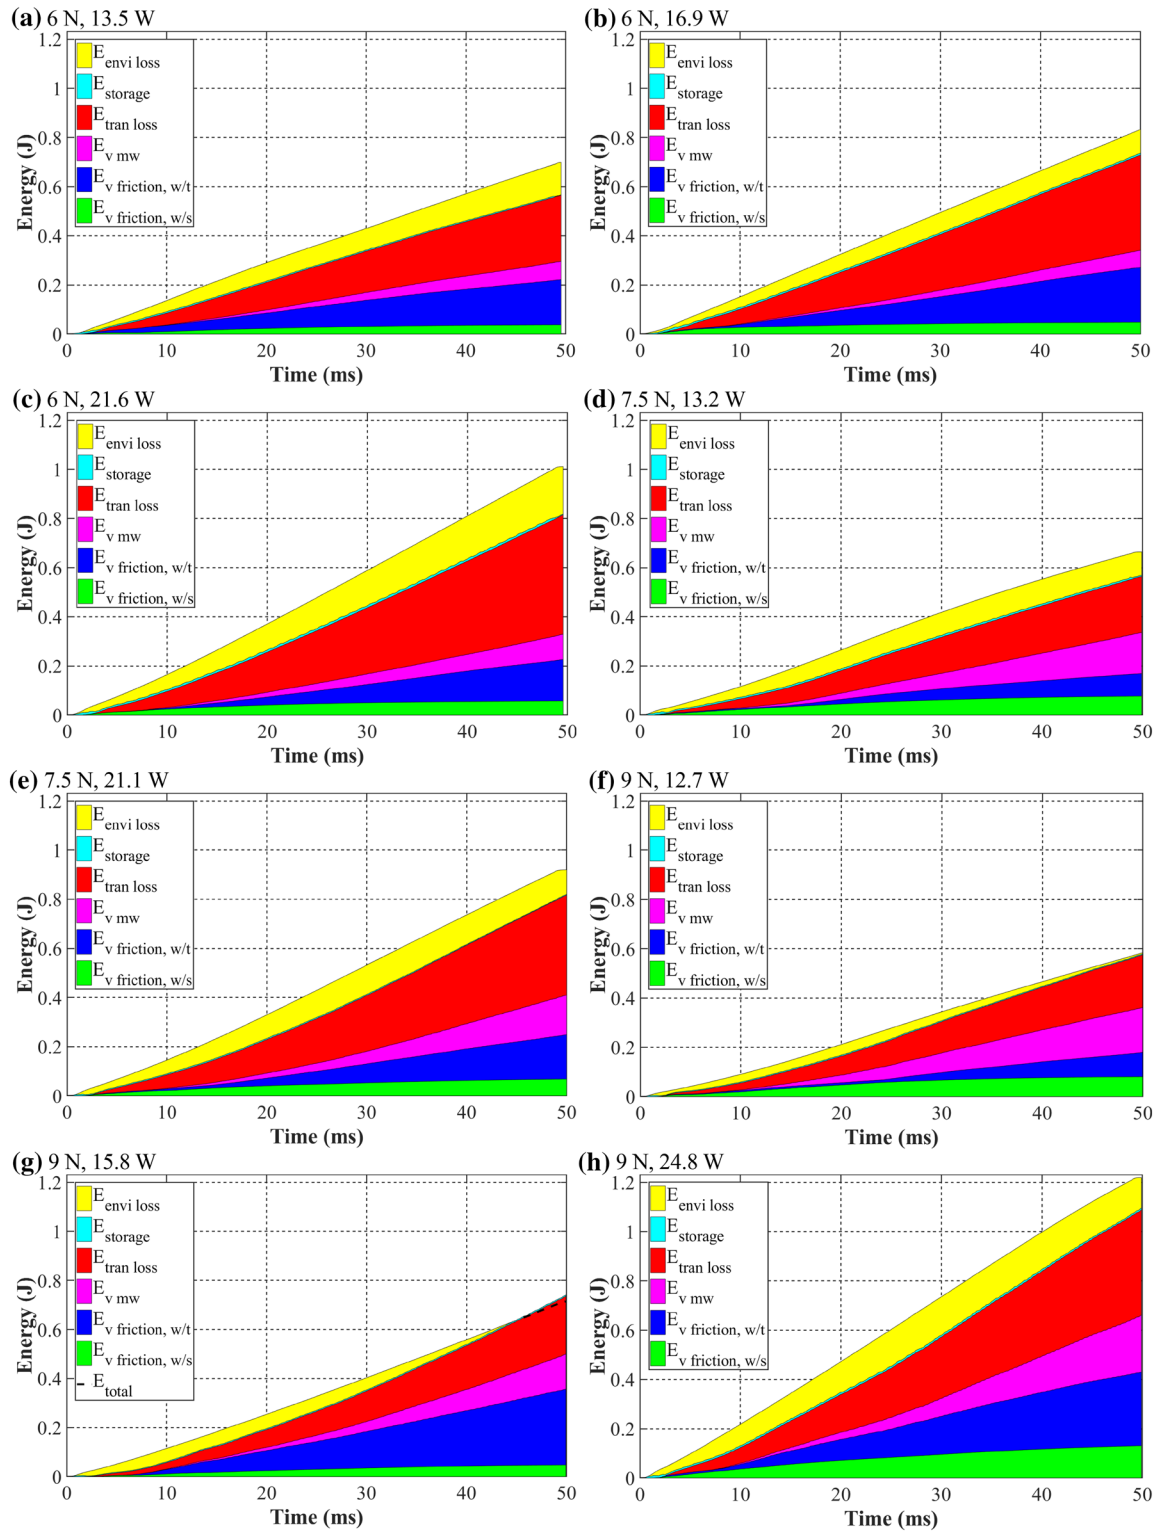 (a) 6 N, 13.5 W
1.2
1
0.8
0.6
0.4
0.2
0
Energy (J)
E envi loss
E storage
E tran loss
E v mw
E v friction, w/t
E v friction, w/s
0 10 20 30 40 50
Time (ms)
(b) 6 N, 16.9 W
1.2
1
0.8
0.6
0.4
0.2
0
Energy (J)
E envi loss
E storage
E tran loss
E v mw
E v friction, w/t
E v friction, w/s
0 10 20 30 40 50
Time (ms)
(c) 6 N, 21.6 W
1.2
1
0.8
0.6
0.4
0.2
0
Energy (J)
E envi loss
E storage
E tran loss
E v mw
E v friction, w/t
E v friction, w/s
0 10 20 30 40 50
Time (ms)
(d) 7.5 N, 13.2 W
1.2
1
0.8
0.6
0.4
0.2
0
Energy (J)
E envi loss
E storage
E tran loss
E v mw
E v friction, w/t
E v friction, w/s
0 10 20 30 40 50
Time (ms)
(e) 7.5 N, 21.1 W
1.2
1
0.8
0.6
0.4
0.2
0
Energy (J)
E envi loss
E storage
E tran loss
E v mw
E v friction, w/t
E v friction, w/s
0 10 20 30 40 50
Time (ms)
(f) 9 N, 12.7 W
1.2
1
0.8
0.6
0.4
0.2
0
Energy (J)
E envi loss
E storage
E tran loss
E v mw
E v friction, w/t
E v friction, w/s
0 10 20 30 40 50
Time (ms)
(g) 9 N, 15.8 W
1.2
1
0.8
0.6
0.4
0.2
0
Energy (J)
E envi loss
E storage
E tran loss
E v mw
E v friction, w/t
E v friction, w/s
E total
0 10 20 30 40 50
Time (ms)
(h) 9 N, 24.8 W
1.2
1
0.8
0.6
0.4
0.2
0
Energy (J)
E envi loss
E storage
E tran loss
E v mw
E v friction, w/t
E v friction, w/s
0 10 20 30 40 50
Time (ms)